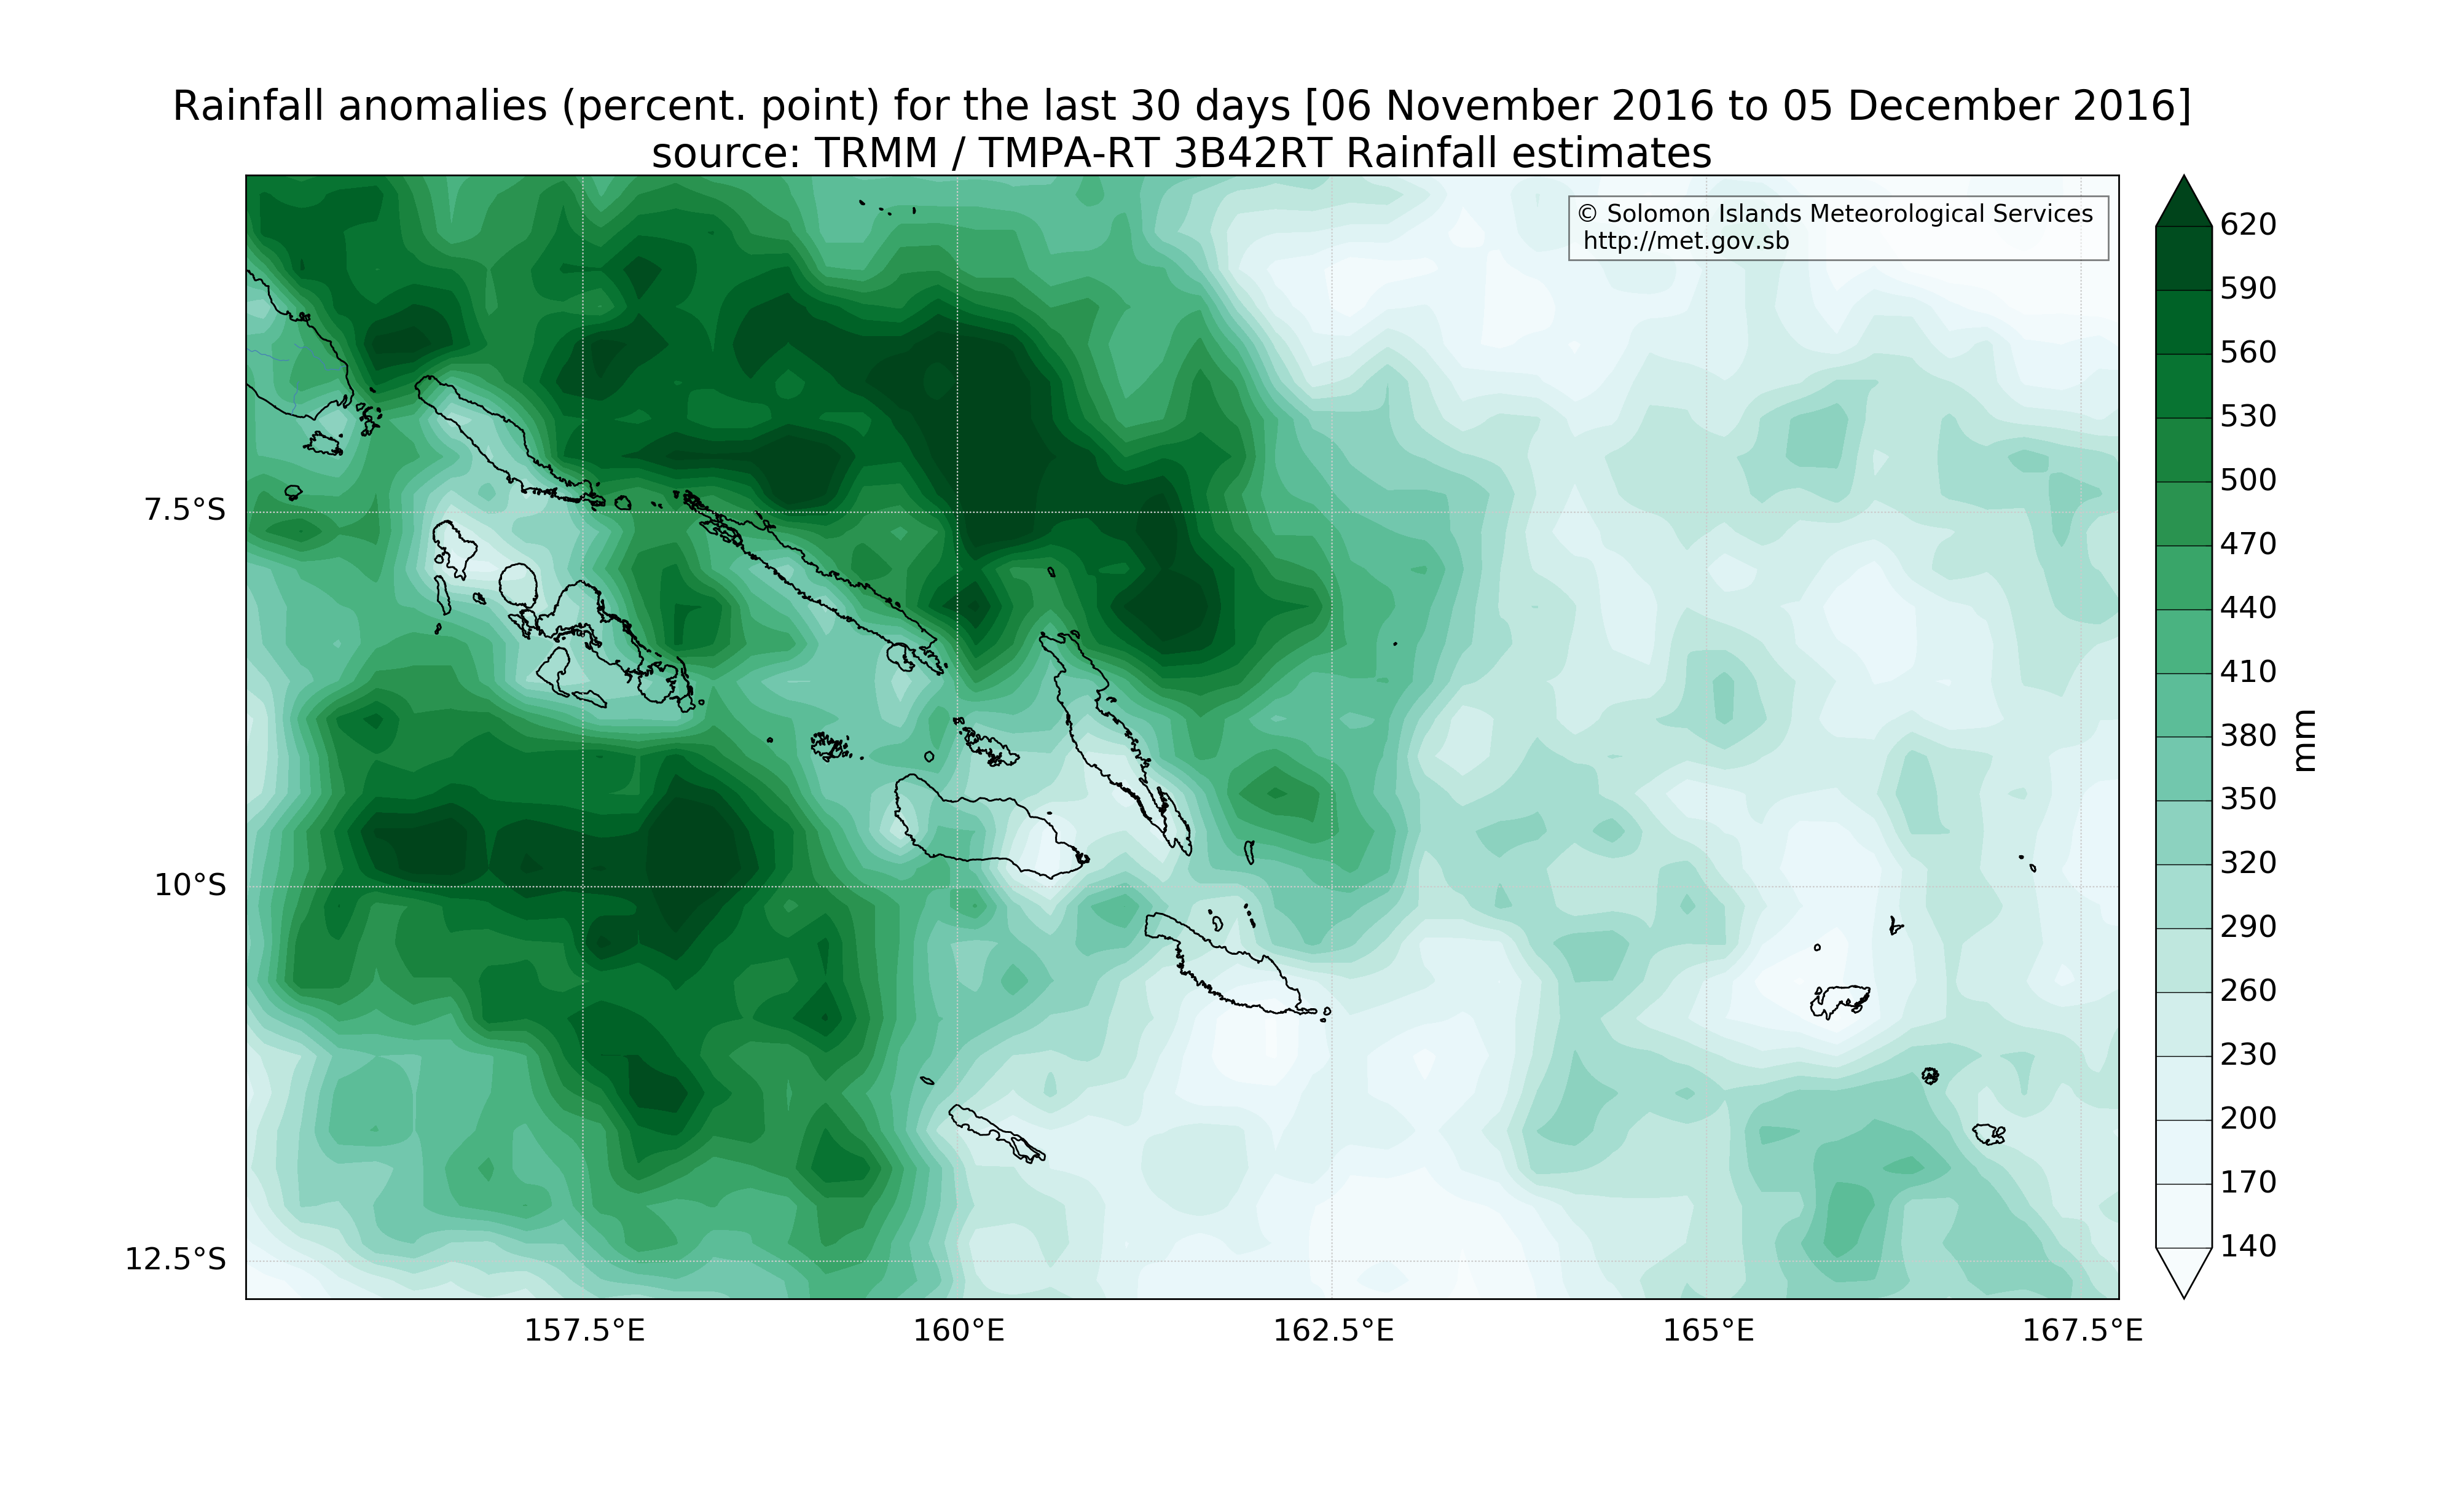 Rainfall anomalies (percent. point) for the last 30 days [06 November 2016 to 05 December 2016]
source: TRMM / TMPA-RT 3B42RT Rainfall estimates
© Solomon Islands Meteorological Services
http://met.gov.sb
7.5°S
10°S
12.5°S
157.5°E
160°E
162.5°E
165°E
167.5°E
620
590
560
530
500
470
440
410
380
350
320
290
260
230
200
170
140
mm